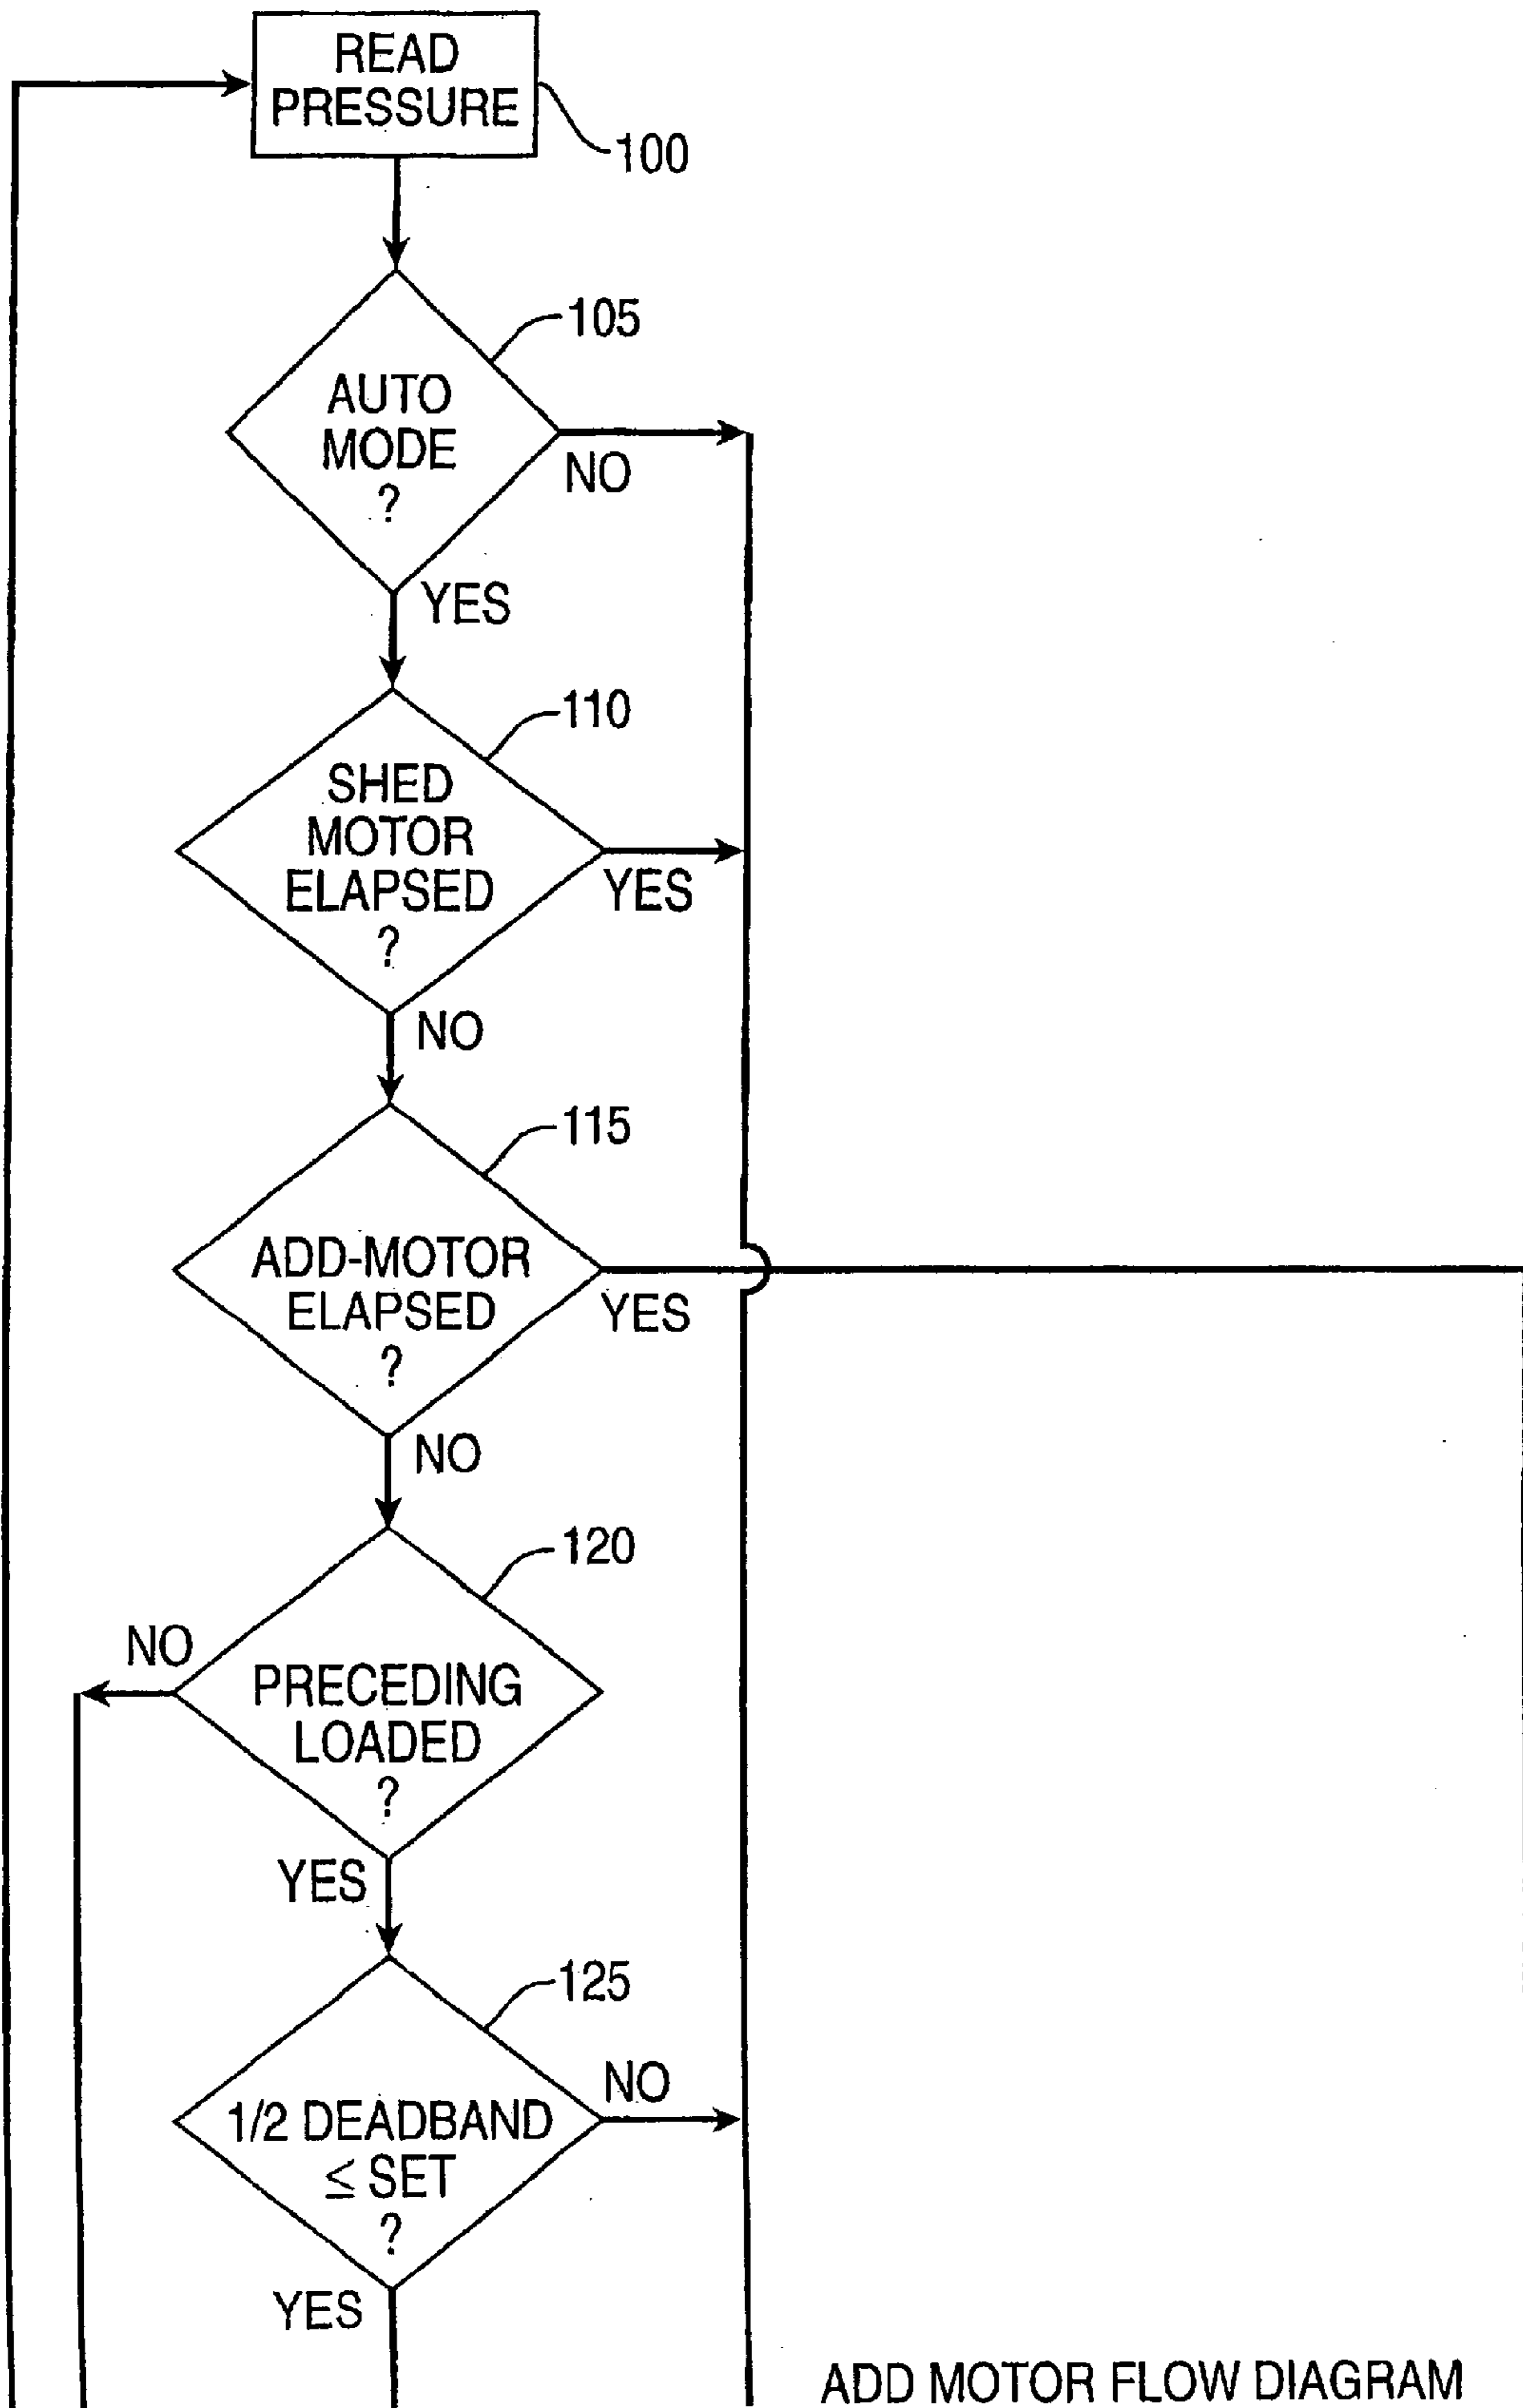 READ
PRESSURE
100
105
AUTO
MODE
?
NO
YES
110
SHED
MOTOR
ELAPSED
?
YES
NO
115
ADD-MOTOR
ELAPSED
?
YES
NO
120
NO
PRECEDING
LOADED
?
YES
125
NO
1/2 DEADBAND
≤ SET
?
YES
ADD MOTOR FLOW DIAGRAM